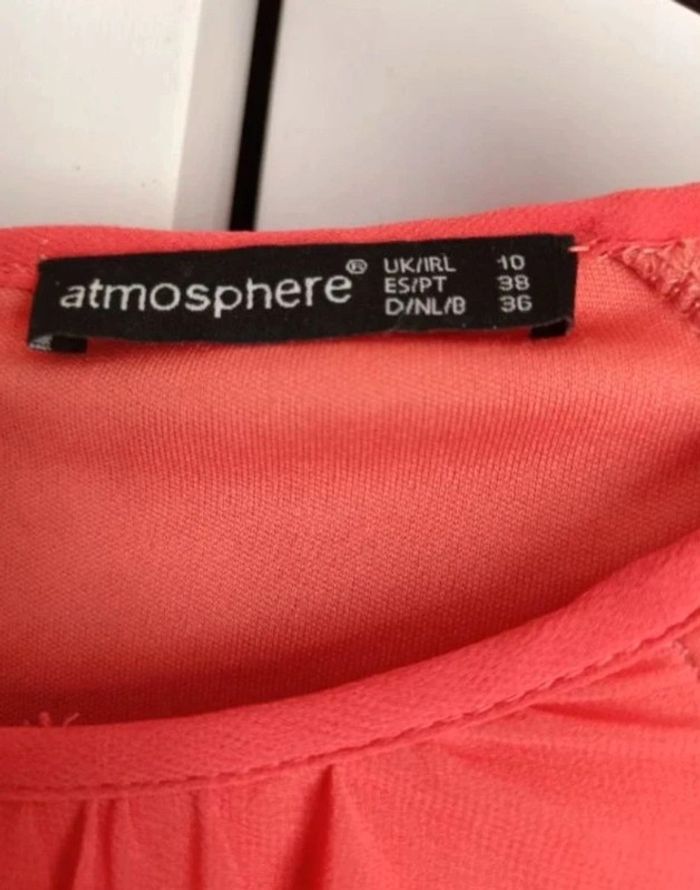 atmosphere®
UK/IRL 10
ES/PT 38
D/NL/B 36